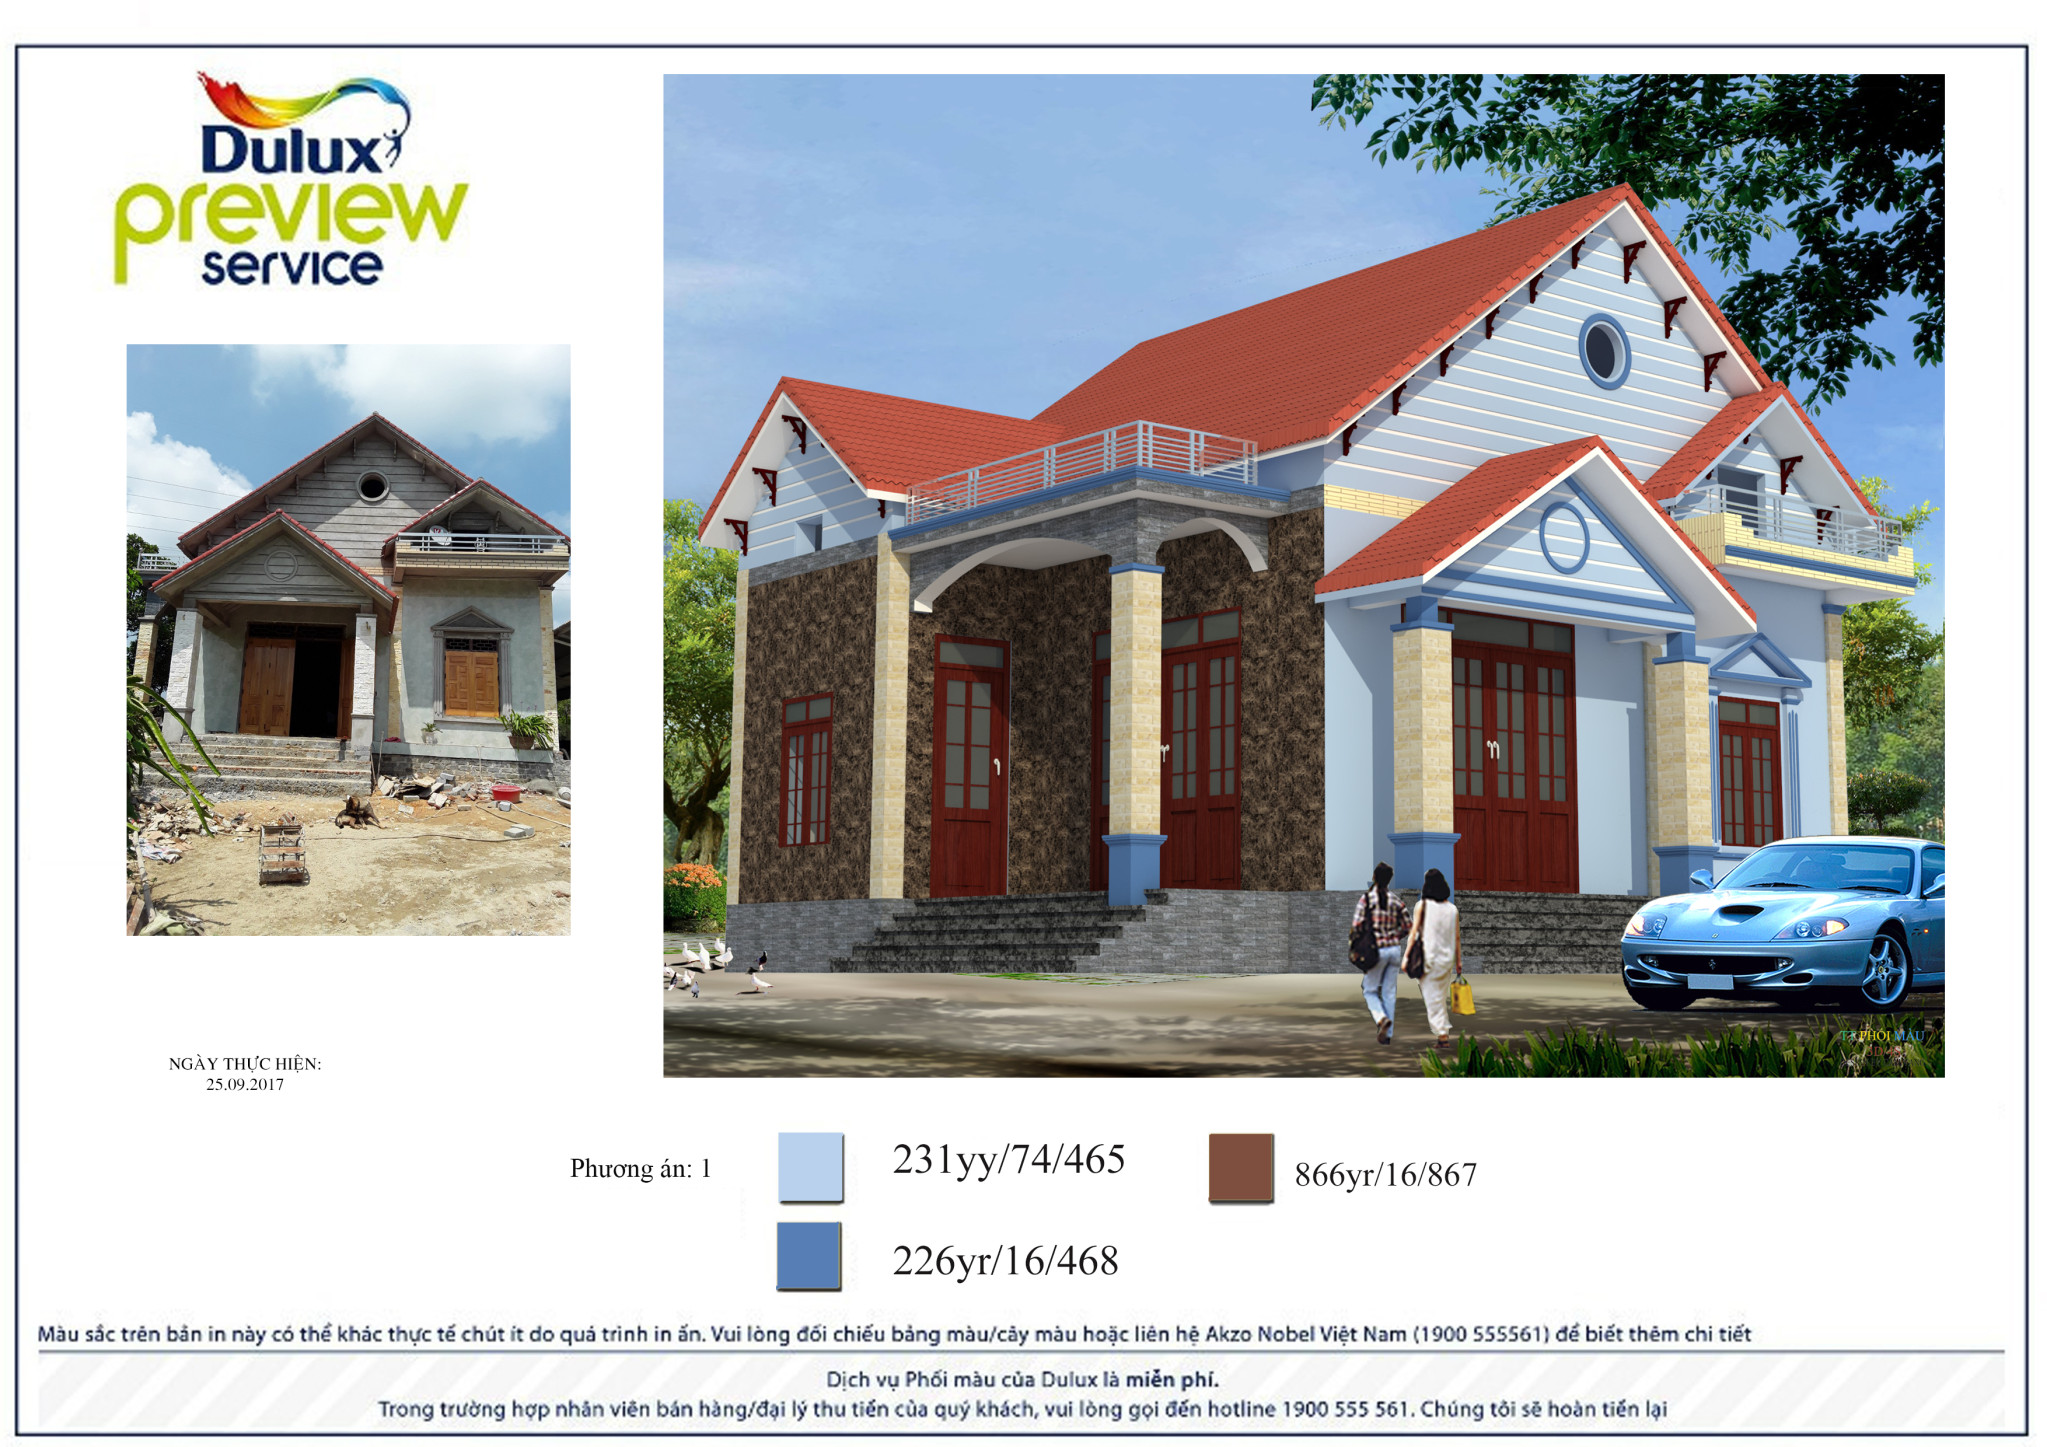 Dulux
preview
service
NGÀY THỰC HIỆN:
25.09.2017
Phương án: 1
231yy/74/465
866yr/16/867
226yr/16/468
Màu sắc trên bản in này có thể khác thực tế chút ít do quá trình in ấn. Vui lòng đối chiếu bảng màu/cây màu hoặc liên hệ Akzo Nobel Việt Nam (1900 555561) để biết thêm chi tiết
Dịch vụ Phối màu của Dulux là miễn phí.
Trong trường hợp nhân viên bán hàng/đại lý thu tiền của quý khách, vui lòng gọi đến hotline 1900 555 561. Chúng tôi sẽ hoàn tiền lại